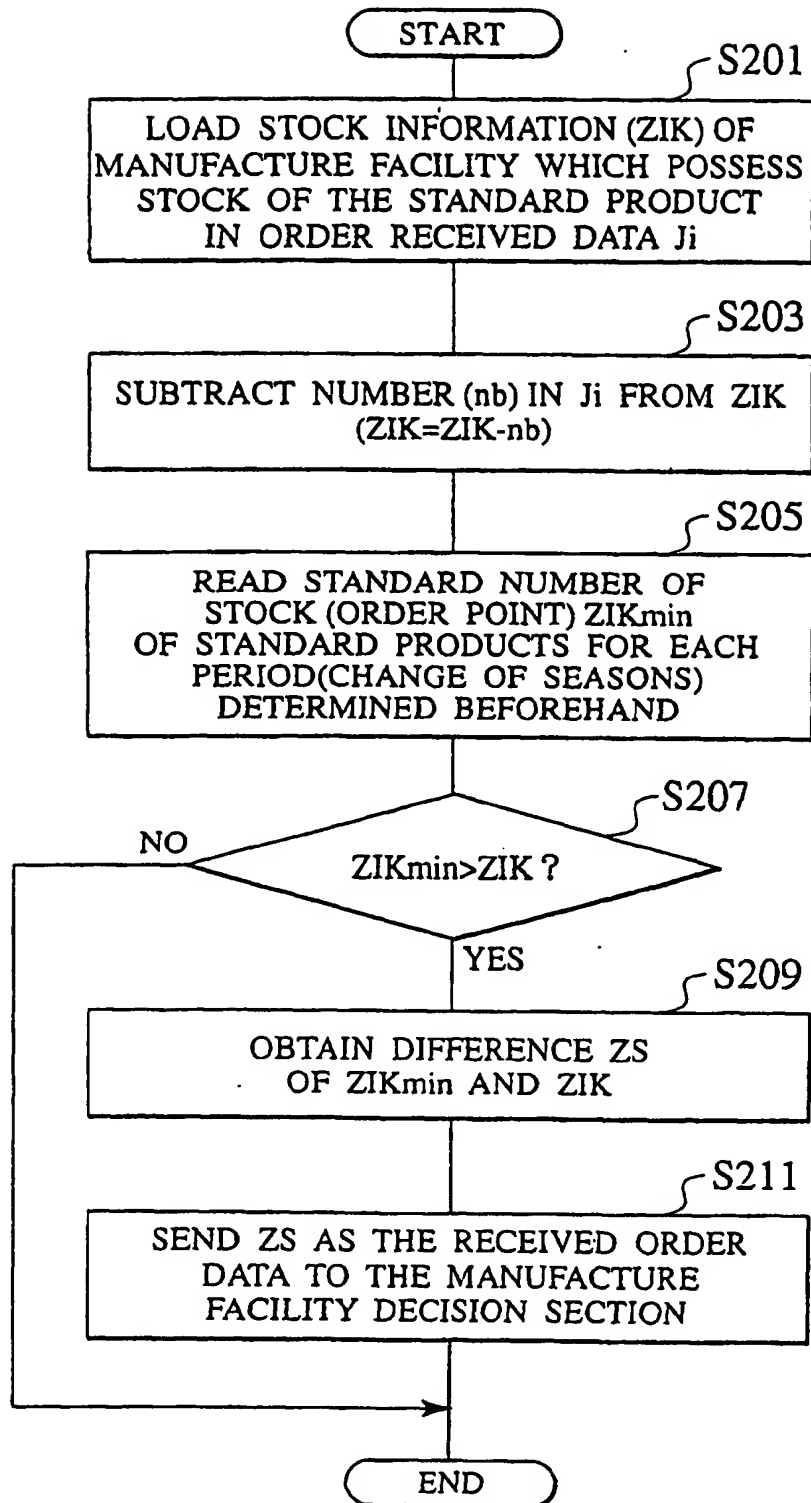 START
S201
LOAD STOCK INFORMATION (ZIK) OF
MANUFACTURE FACILITY WHICH POSSESS
STOCK OF THE STANDARD PRODUCT
IN ORDER RECEIVED DATA Ji
S203
SUBTRACT NUMBER (nb) IN Ji FROM ZIK
(ZIK=ZIK-nb)
S205
READ STANDARD NUMBER OF
STOCK (ORDER POINT) ZIKmin
OF STANDARD PRODUCTS FOR EACH
PERIOD(CHANGE OF SEASONS)
DETERMINED BEFOREHAND
S207
NO
ZIKmin>ZIK ?
YES
S209
OBTAIN DIFFERENCE ZS
OF ZIKmin AND ZIK
S211
SEND ZS AS THE RECEIVED ORDER
DATA TO THE MANUFACTURE
FACILITY DECISION SECTION
END